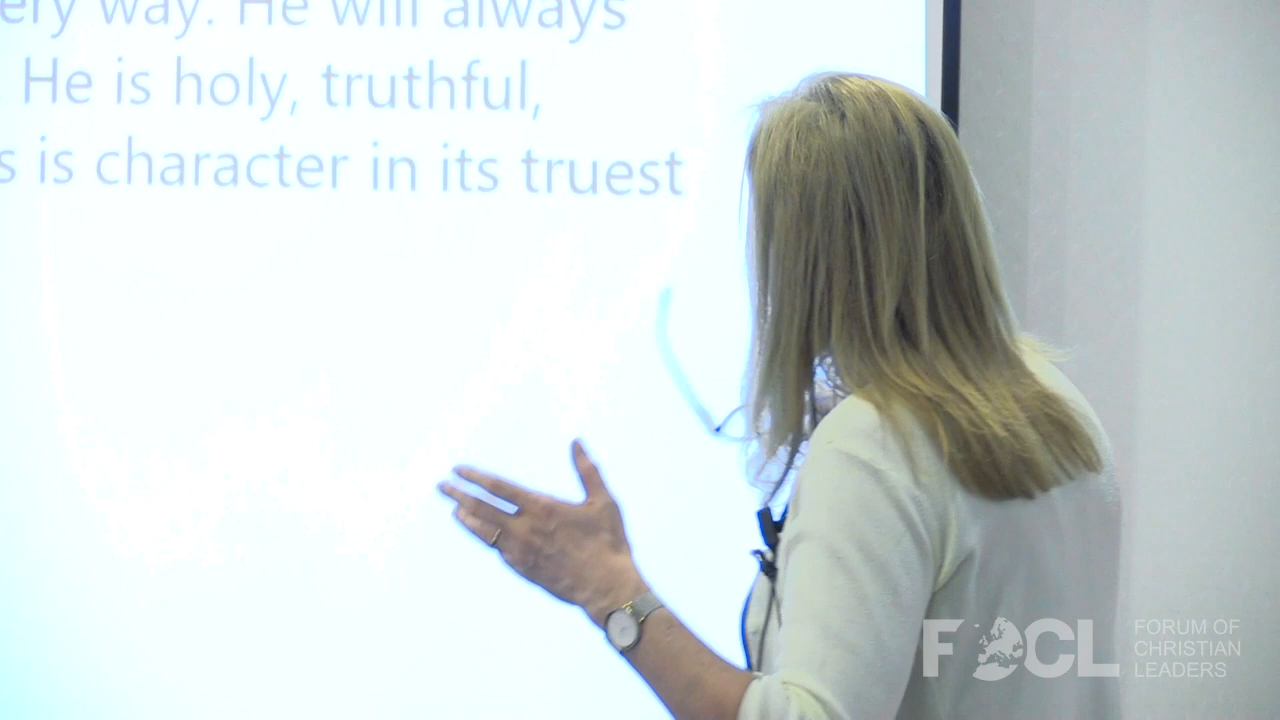 ery way. He will always
He is holy, truthful,
s is character in its truest
FOCL
FORUM OF
CHRISTIAN
LEADERS